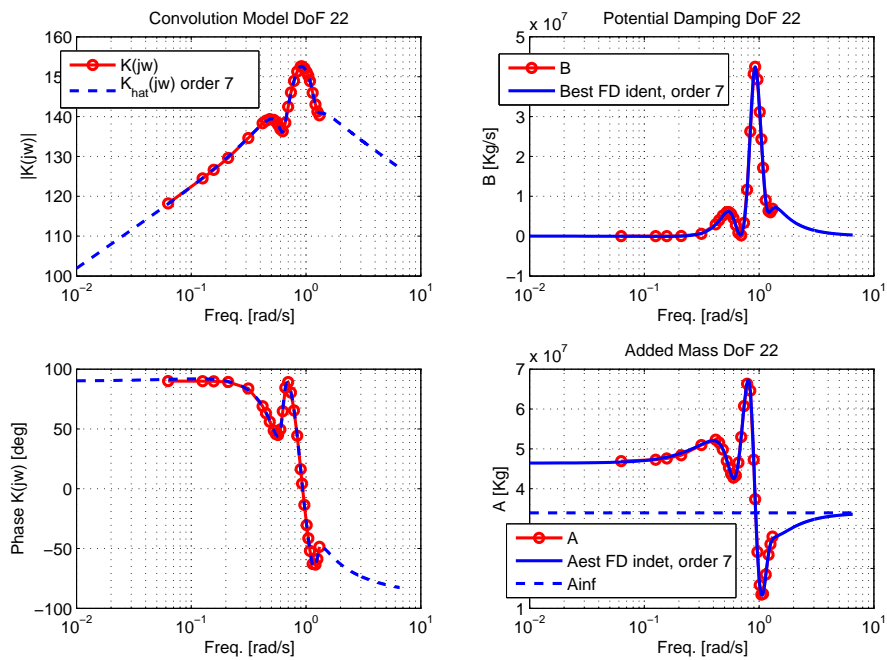 Convolution Model DoF 22
160
150
140
130
120
110
100
|K(jw)|
K(jw)
K_hat(jw) order 7
10^−2
10^−1
10^0
10^1
Freq. [rad/s]
Potential Damping DoF 22
x 10^7
5
4
3
2
1
0
−1
B [Kg/s]
B
Best FD ident, order 7
10^−2
10^−1
10^0
10^1
Freq. [rad/s]
100
50
0
−50
−100
Phase K(jw) [deg]
10^−2
10^−1
10^0
10^1
Freq. [rad/s]
Added Mass DoF 22
x 10^7
7
6
5
4
1
A [Kg]
A
Aest FD indet, order 7
Ainf
10^−2
10^−1
10^0
10^1
Freq. [rad/s]